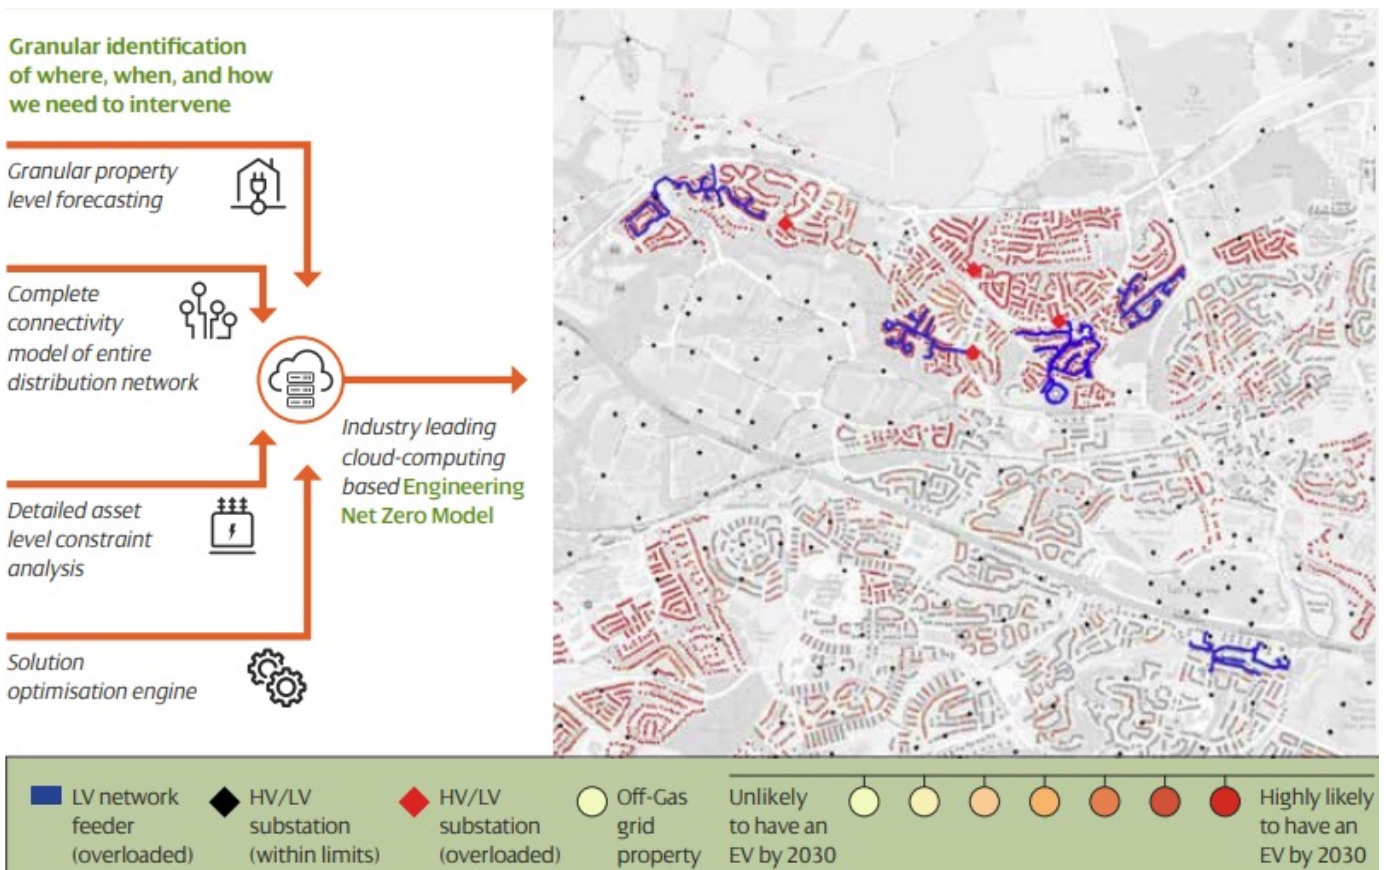 Granular identification
of where, when, and how
we need to intervene
Granular property
level forecasting
Complete
connectivity
model of entire
distribution network
Detailed asset
level constraint
analysis
Solution
optimisation engine
Industry leading
cloud-computing
based Engineering
Net Zero Model
LV network
feeder
(overloaded)
HV/LV
substation
(within limits)
HV/LV
substation
(overloaded)
Off-Gas
grid
property
Unlikely
to have an
EV by 2030
Highly likely
to have an
EV by 2030